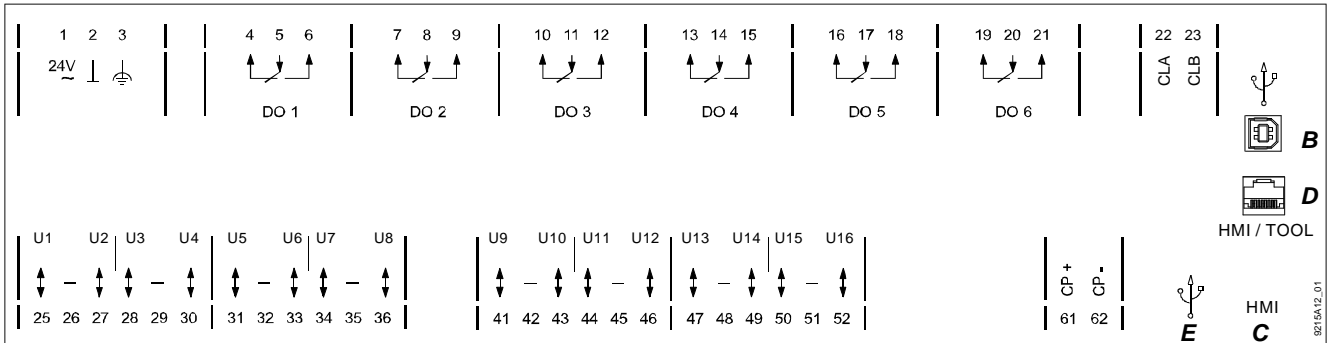 1 2 3 4 5 6 7 8 9 10 11 12 13 14 15 16 17 18 19 20 21 22 23
24V ~ CLA CLB
DO 1 DO 2 DO 3 DO 4 DO 5 DO 6
B
D
HMI / TOOL
U1 U2 U3 U4 U5 U6 U7 U8 U9 U10 U11 U12 U13 U14 U15 U16
CP + CP -
25 26 27 28 29 30 31 32 33 34 35 36 41 42 43 44 45 46 47 48 49 50 51 52 61 62 HMI
E C
9215A12_01